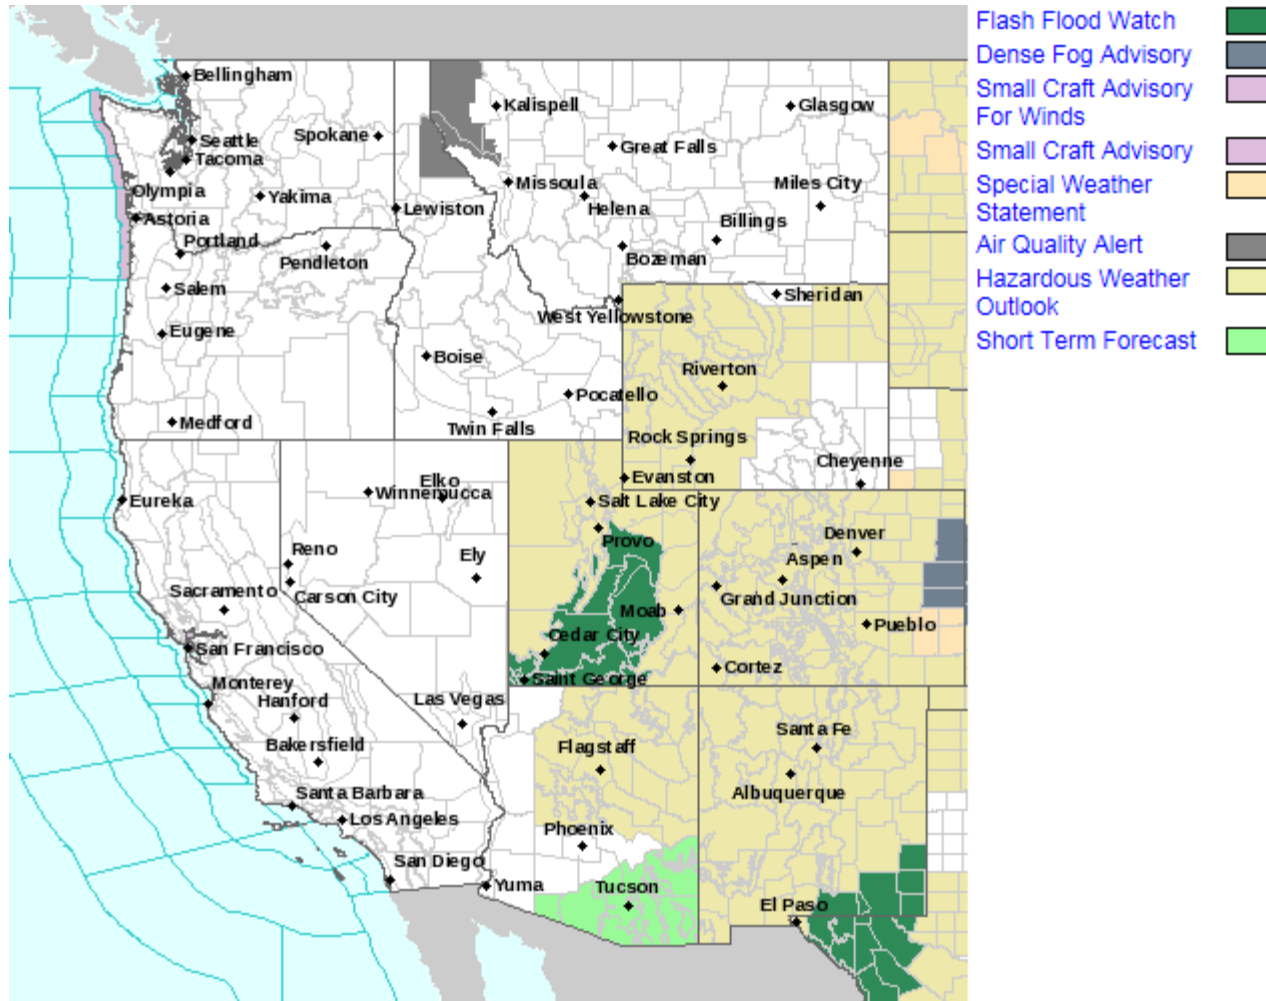 Flash Flood Watch
Dense Fog Advisory
Small Craft Advisory
For Winds
Small Craft Advisory
Special Weather
Statement
Air Quality Alert
Hazardous Weather
Outlook
Short Term Forecast
Bellingham
Kalispell
Glasgow
Seattle
Spokane
Tacoma
Great Falls
Olympia
Yakima
Missoula
Miles City
Lewiston
Helena
Astoria
Billings
Portland
Pendleton
Bozeman
Salem
Sheridan
West Yellowstone
Eugene
Boise
Riverton
Pocatello
Medford
Twin Falls
Rock Springs
Cheyenne
Evanston
Elko
Winnemucca
Eureka
Salt Lake City
Denver
Provo
Reno
Ely
Aspen
Sacramento
Carson City
Grand Junction
Moab
Pueblo
Cedar City
San Francisco
Cortez
Saint George
Monterey
Hanford
Las Vegas
Santa Fe
Bakersfield
Flagstaff
Albuquerque
Santa Barbara
Los Angeles
Phoenix
San Diego
Yuma
Tucson
El Paso